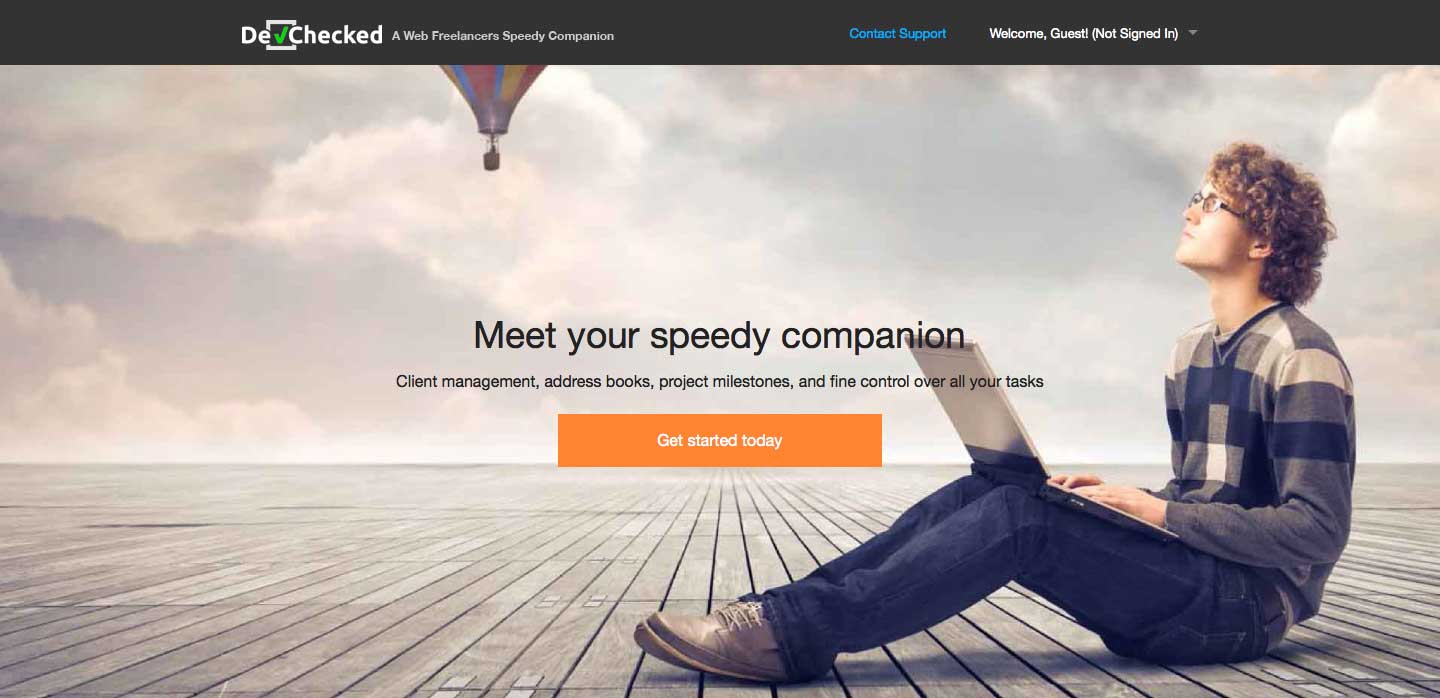 DevChecked A Web Freelancers Speedy Companion Contact Support Welcome, Guest! (Not Signed In)
Meet your speedy companion
Client management, address books, project milestones, and fine control over all your tasks
Get started today